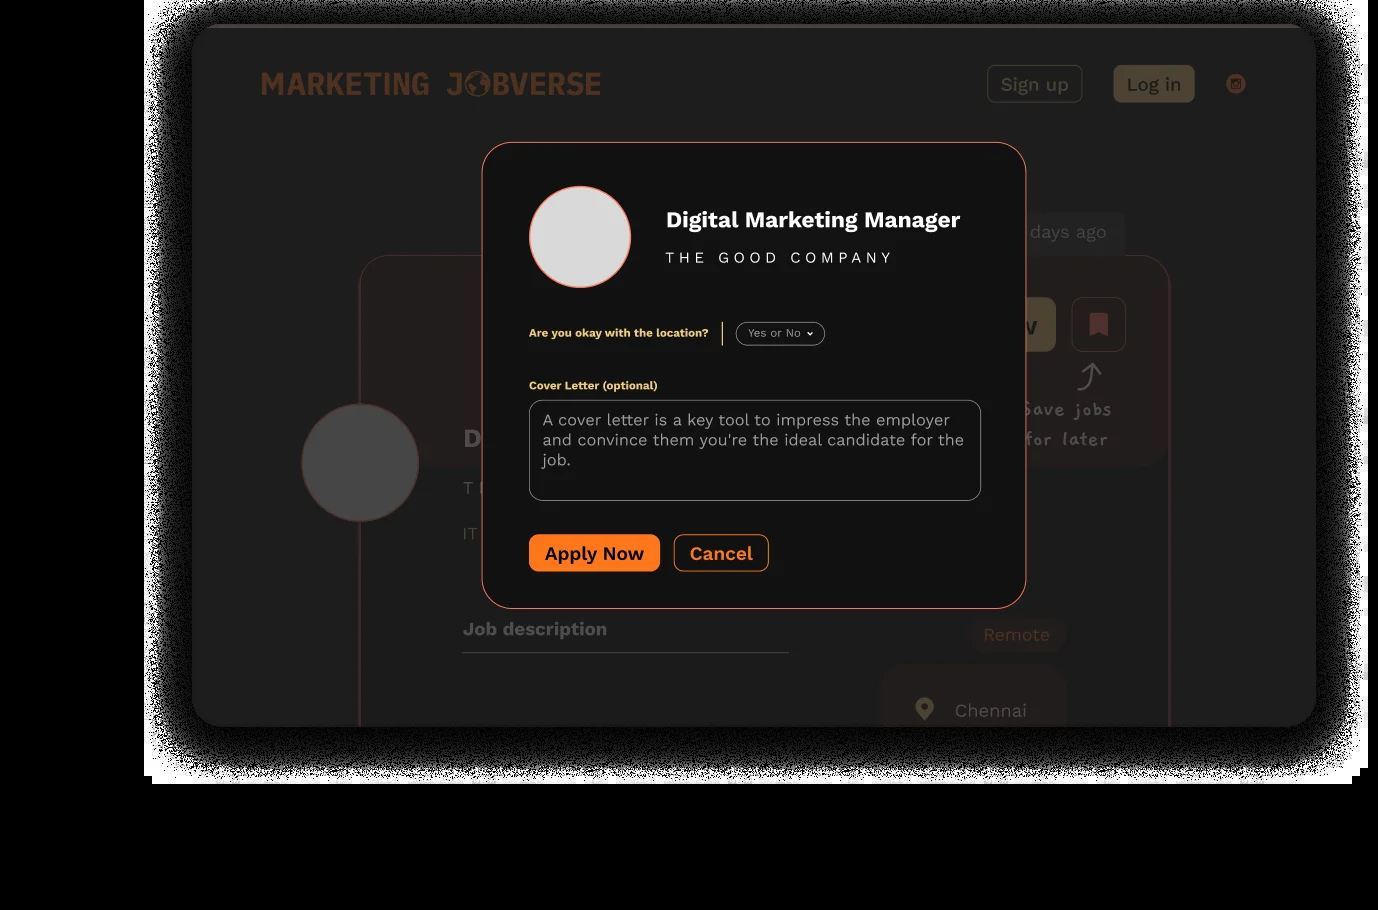 MARKETING JOBVERSE
Sign up
Log in
days ago
Digital Marketing Manager
THE GOOD COMPANY
Are you okay with the location?
Yes or No
Save jobs
for later
Cover Letter (optional)
A cover letter is a key tool to impress the employer
and convince them you're the ideal candidate for the
job.
IT
Apply Now
Cancel
Job description
Remote
Chennai